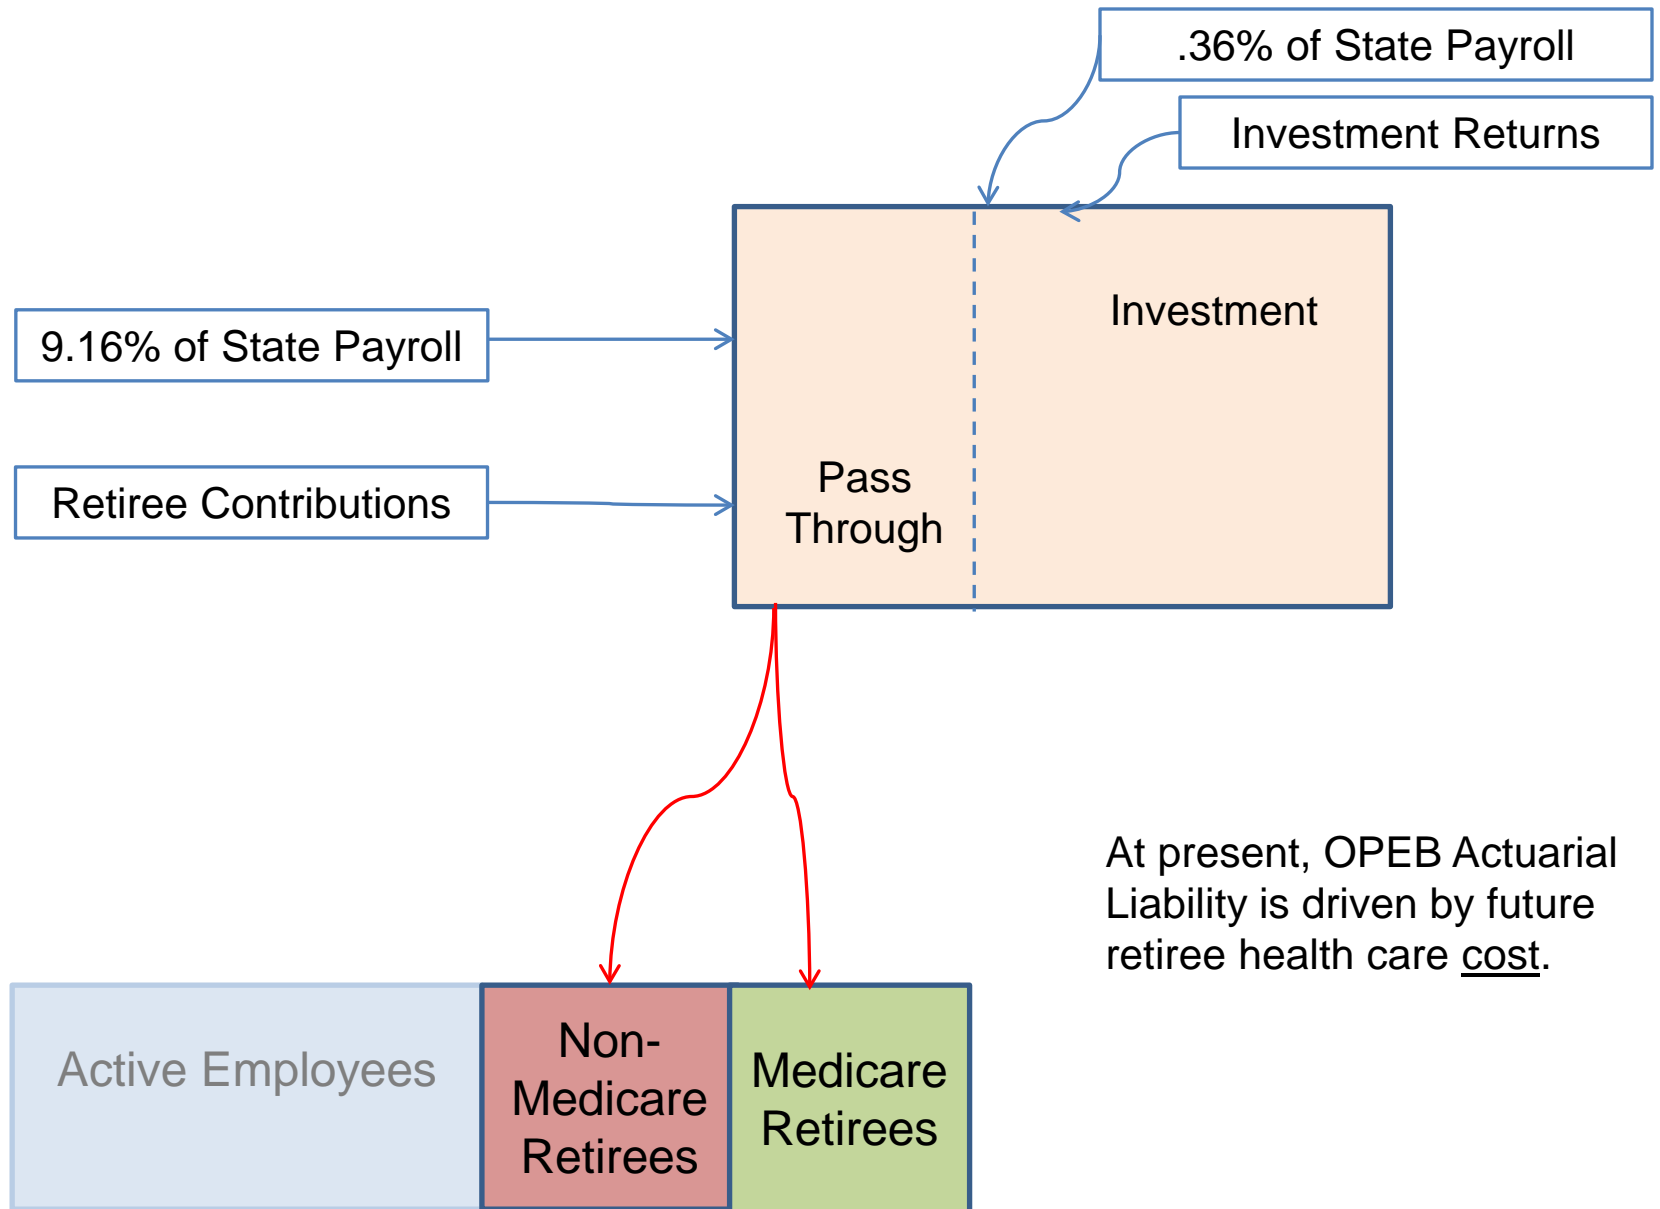 .36% of State Payroll
Investment Returns
Investment
9.16% of State Payroll
Retiree Contributions
Pass
Through
At present, OPEB Actuarial
Liability is driven by future
retiree health care cost.
Active Employees
Non-
Medicare
Retirees
Medicare
Retirees